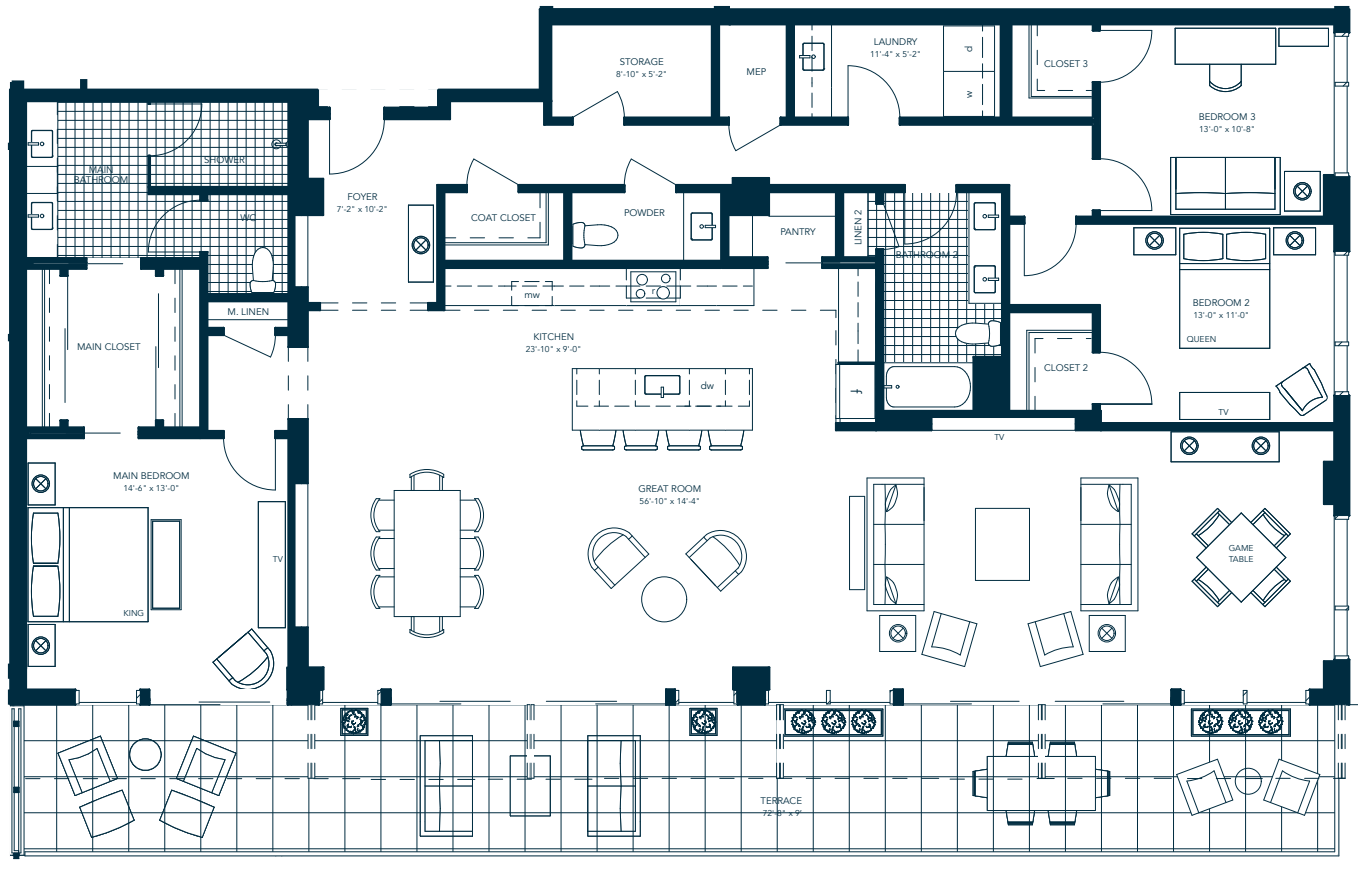 LAUNDRY
11'-4" x 5'-2"
d
w
STORAGE
8'-10" x 5'-2"
MEP
CLOSET 3
BEDROOM 3
13'-0" x 10'-8"
MAIN
BATHROOM
SHOWER
WC
FOYER
7'-2" x 10'-2"
COAT CLOSET
POWDER
PANTRY
LINEN 2
BATHROOM 2
mw
r
M. LINEN
MAIN CLOSET
KITCHEN
23'-10" x 9'-0"
dw
f
BEDROOM 2
13'-0" x 11'-0"
QUEEN
CLOSET 2
TV
TV
MAIN BEDROOM
14'-6" x 13'-0"
TV
KING
GREAT ROOM
56'-10" x 14'-4"
GAME
TABLE
TERRACE
72'-8" x 9'